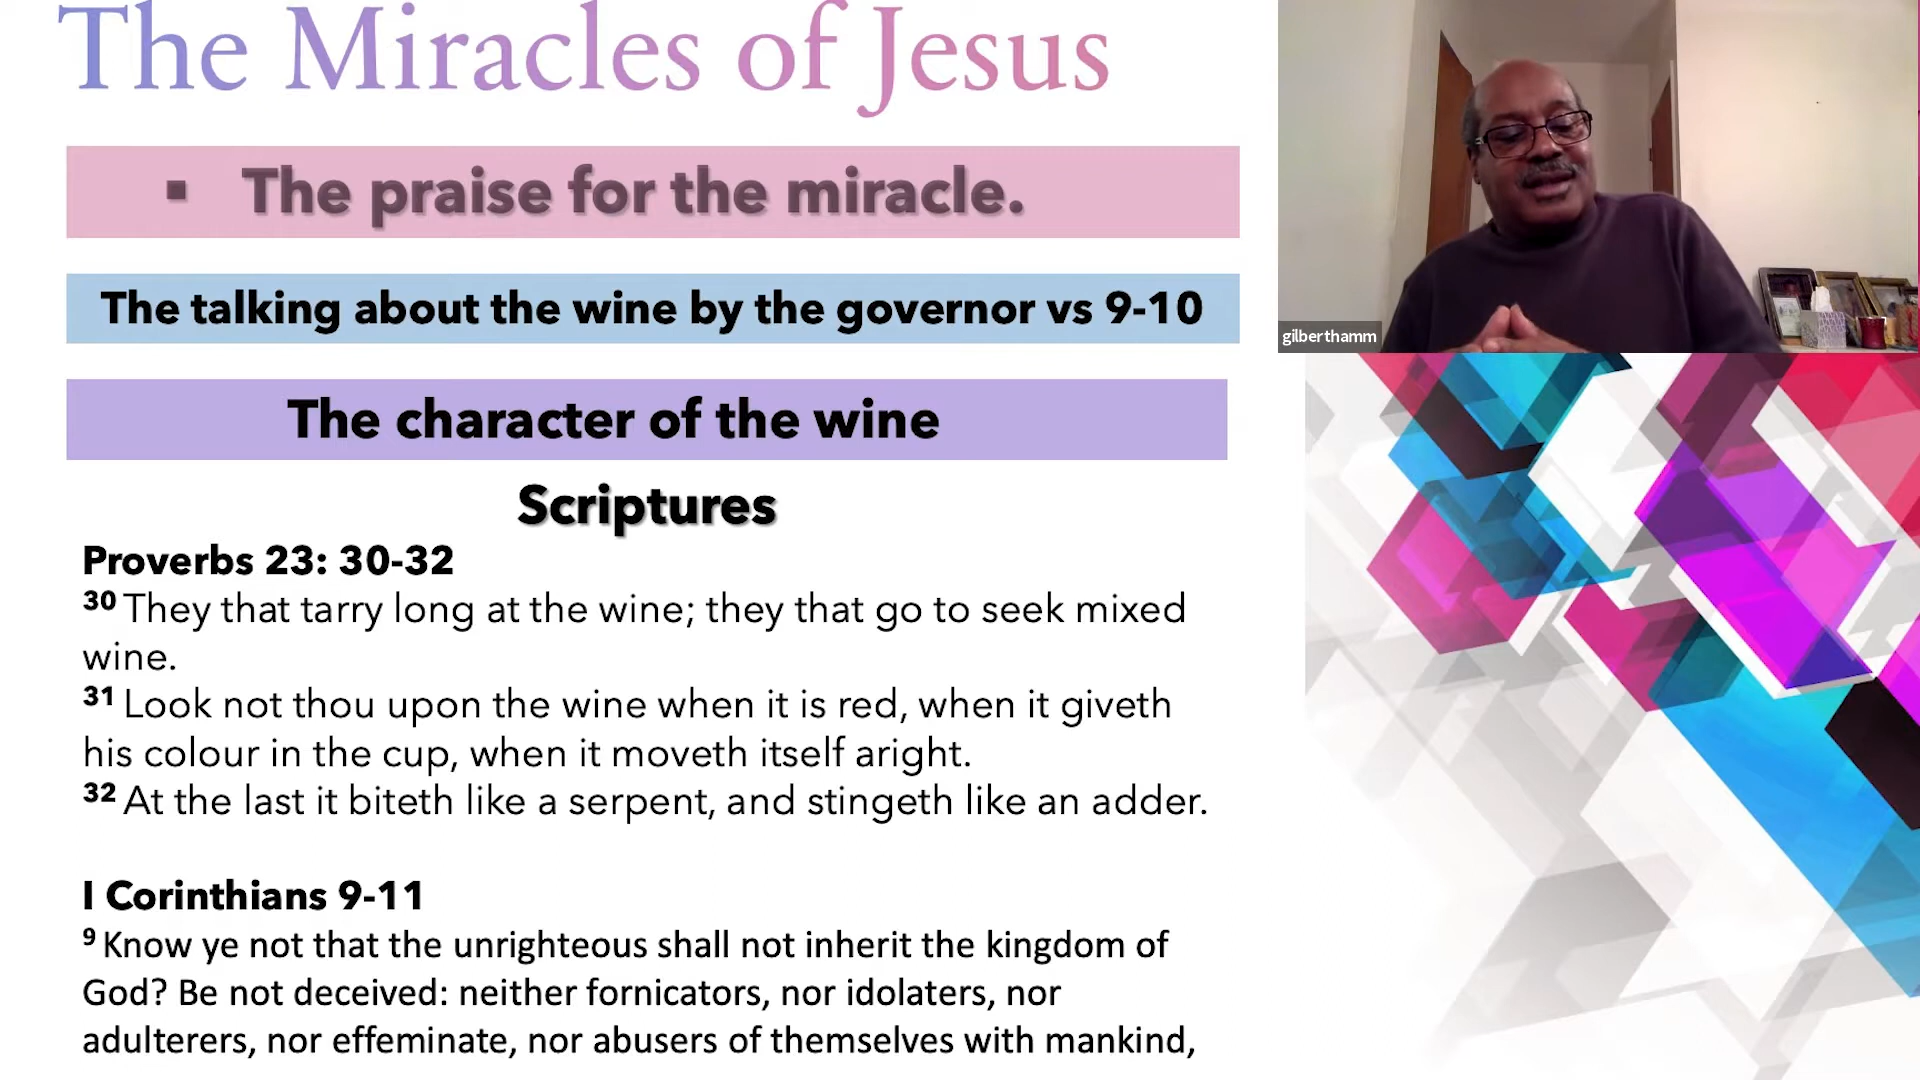 The Miracles of Jesus
▪ The praise for the miracle.
The talking about the wine by the governor vs 9-10
The character of the wine
Scriptures
Proverbs 23: 30-32
30 They that tarry long at the wine; they that go to seek mixed
wine.
31 Look not thou upon the wine when it is red, when it giveth
his colour in the cup, when it moveth itself aright.
32 At the last it biteth like a serpent, and stingeth like an adder.
I Corinthians 9-11
9 Know ye not that the unrighteous shall not inherit the kingdom of
God? Be not deceived: neither fornicators, nor idolaters, nor
adulterers, nor effeminate, nor abusers of themselves with mankind,
gilberthamm